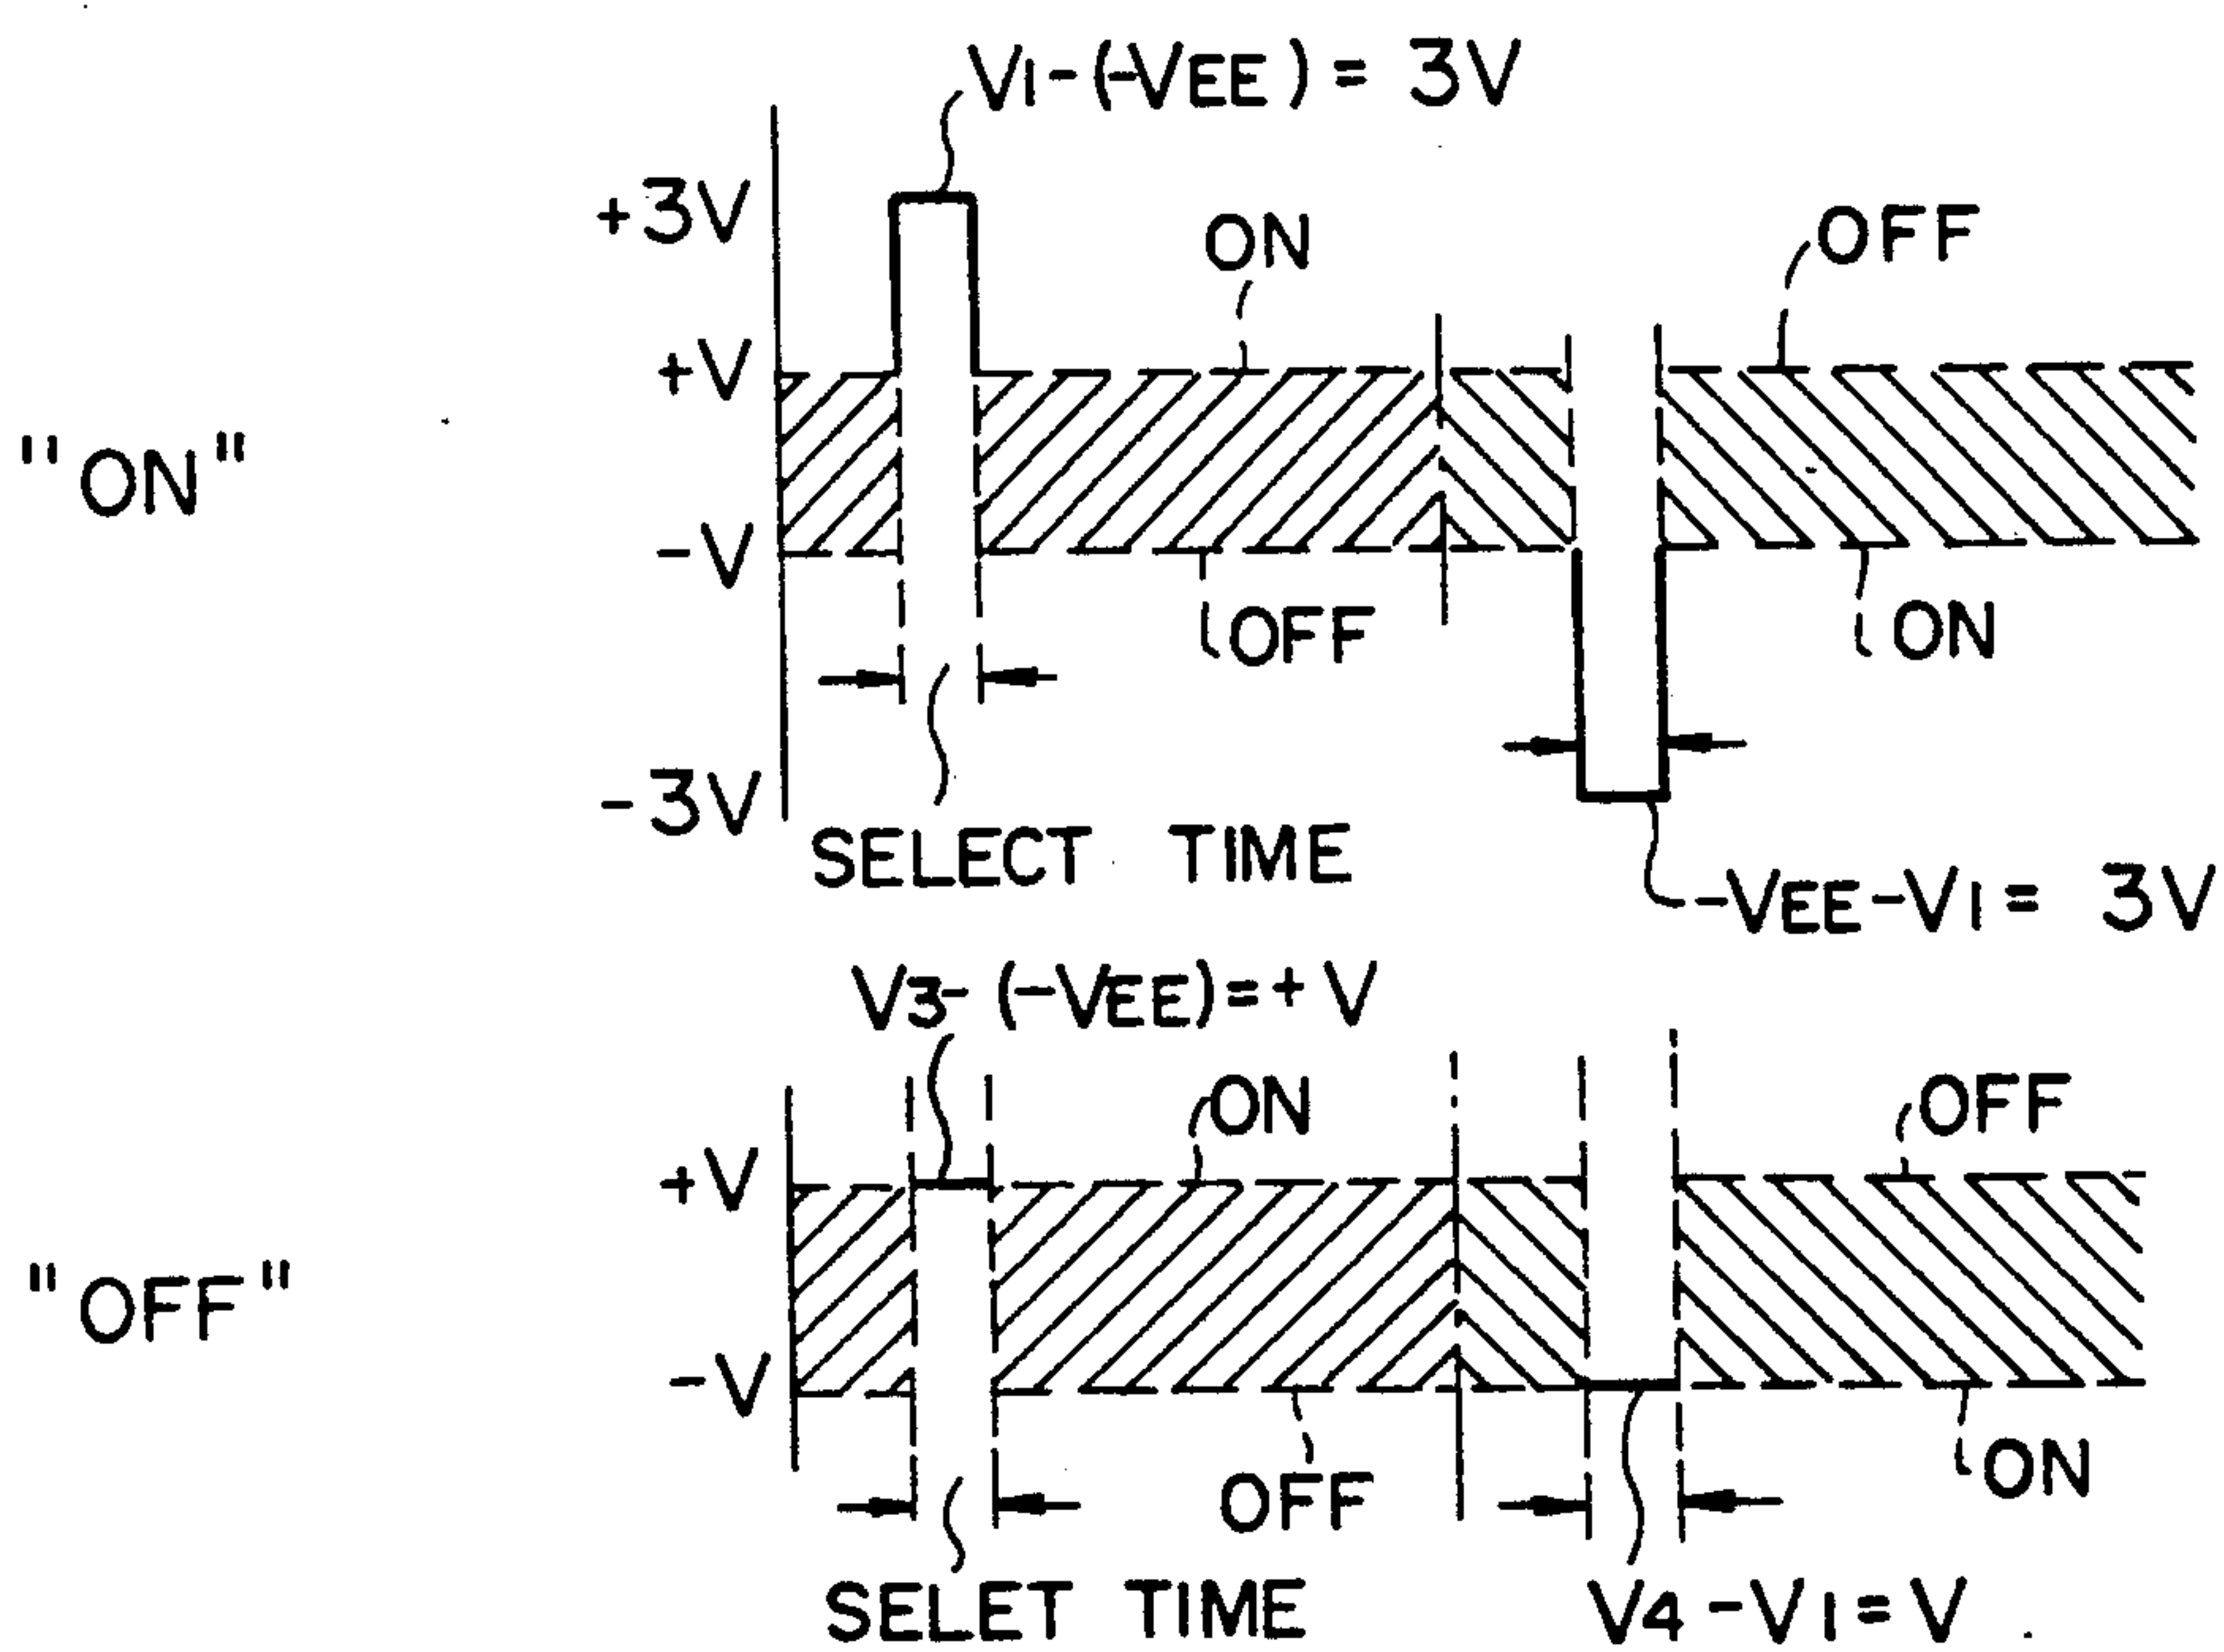 V1-(-VEE) = 3V
+3V
ON
OFF
+V
"ON"
-V
OFF
ON
-3V
SELECT TIME
-VEE-V1= 3V
V3-(-VEE)=+V
ON
OFF
+V
"OFF"
-V
OFF
ON
SELET TIME
V4-V1=V